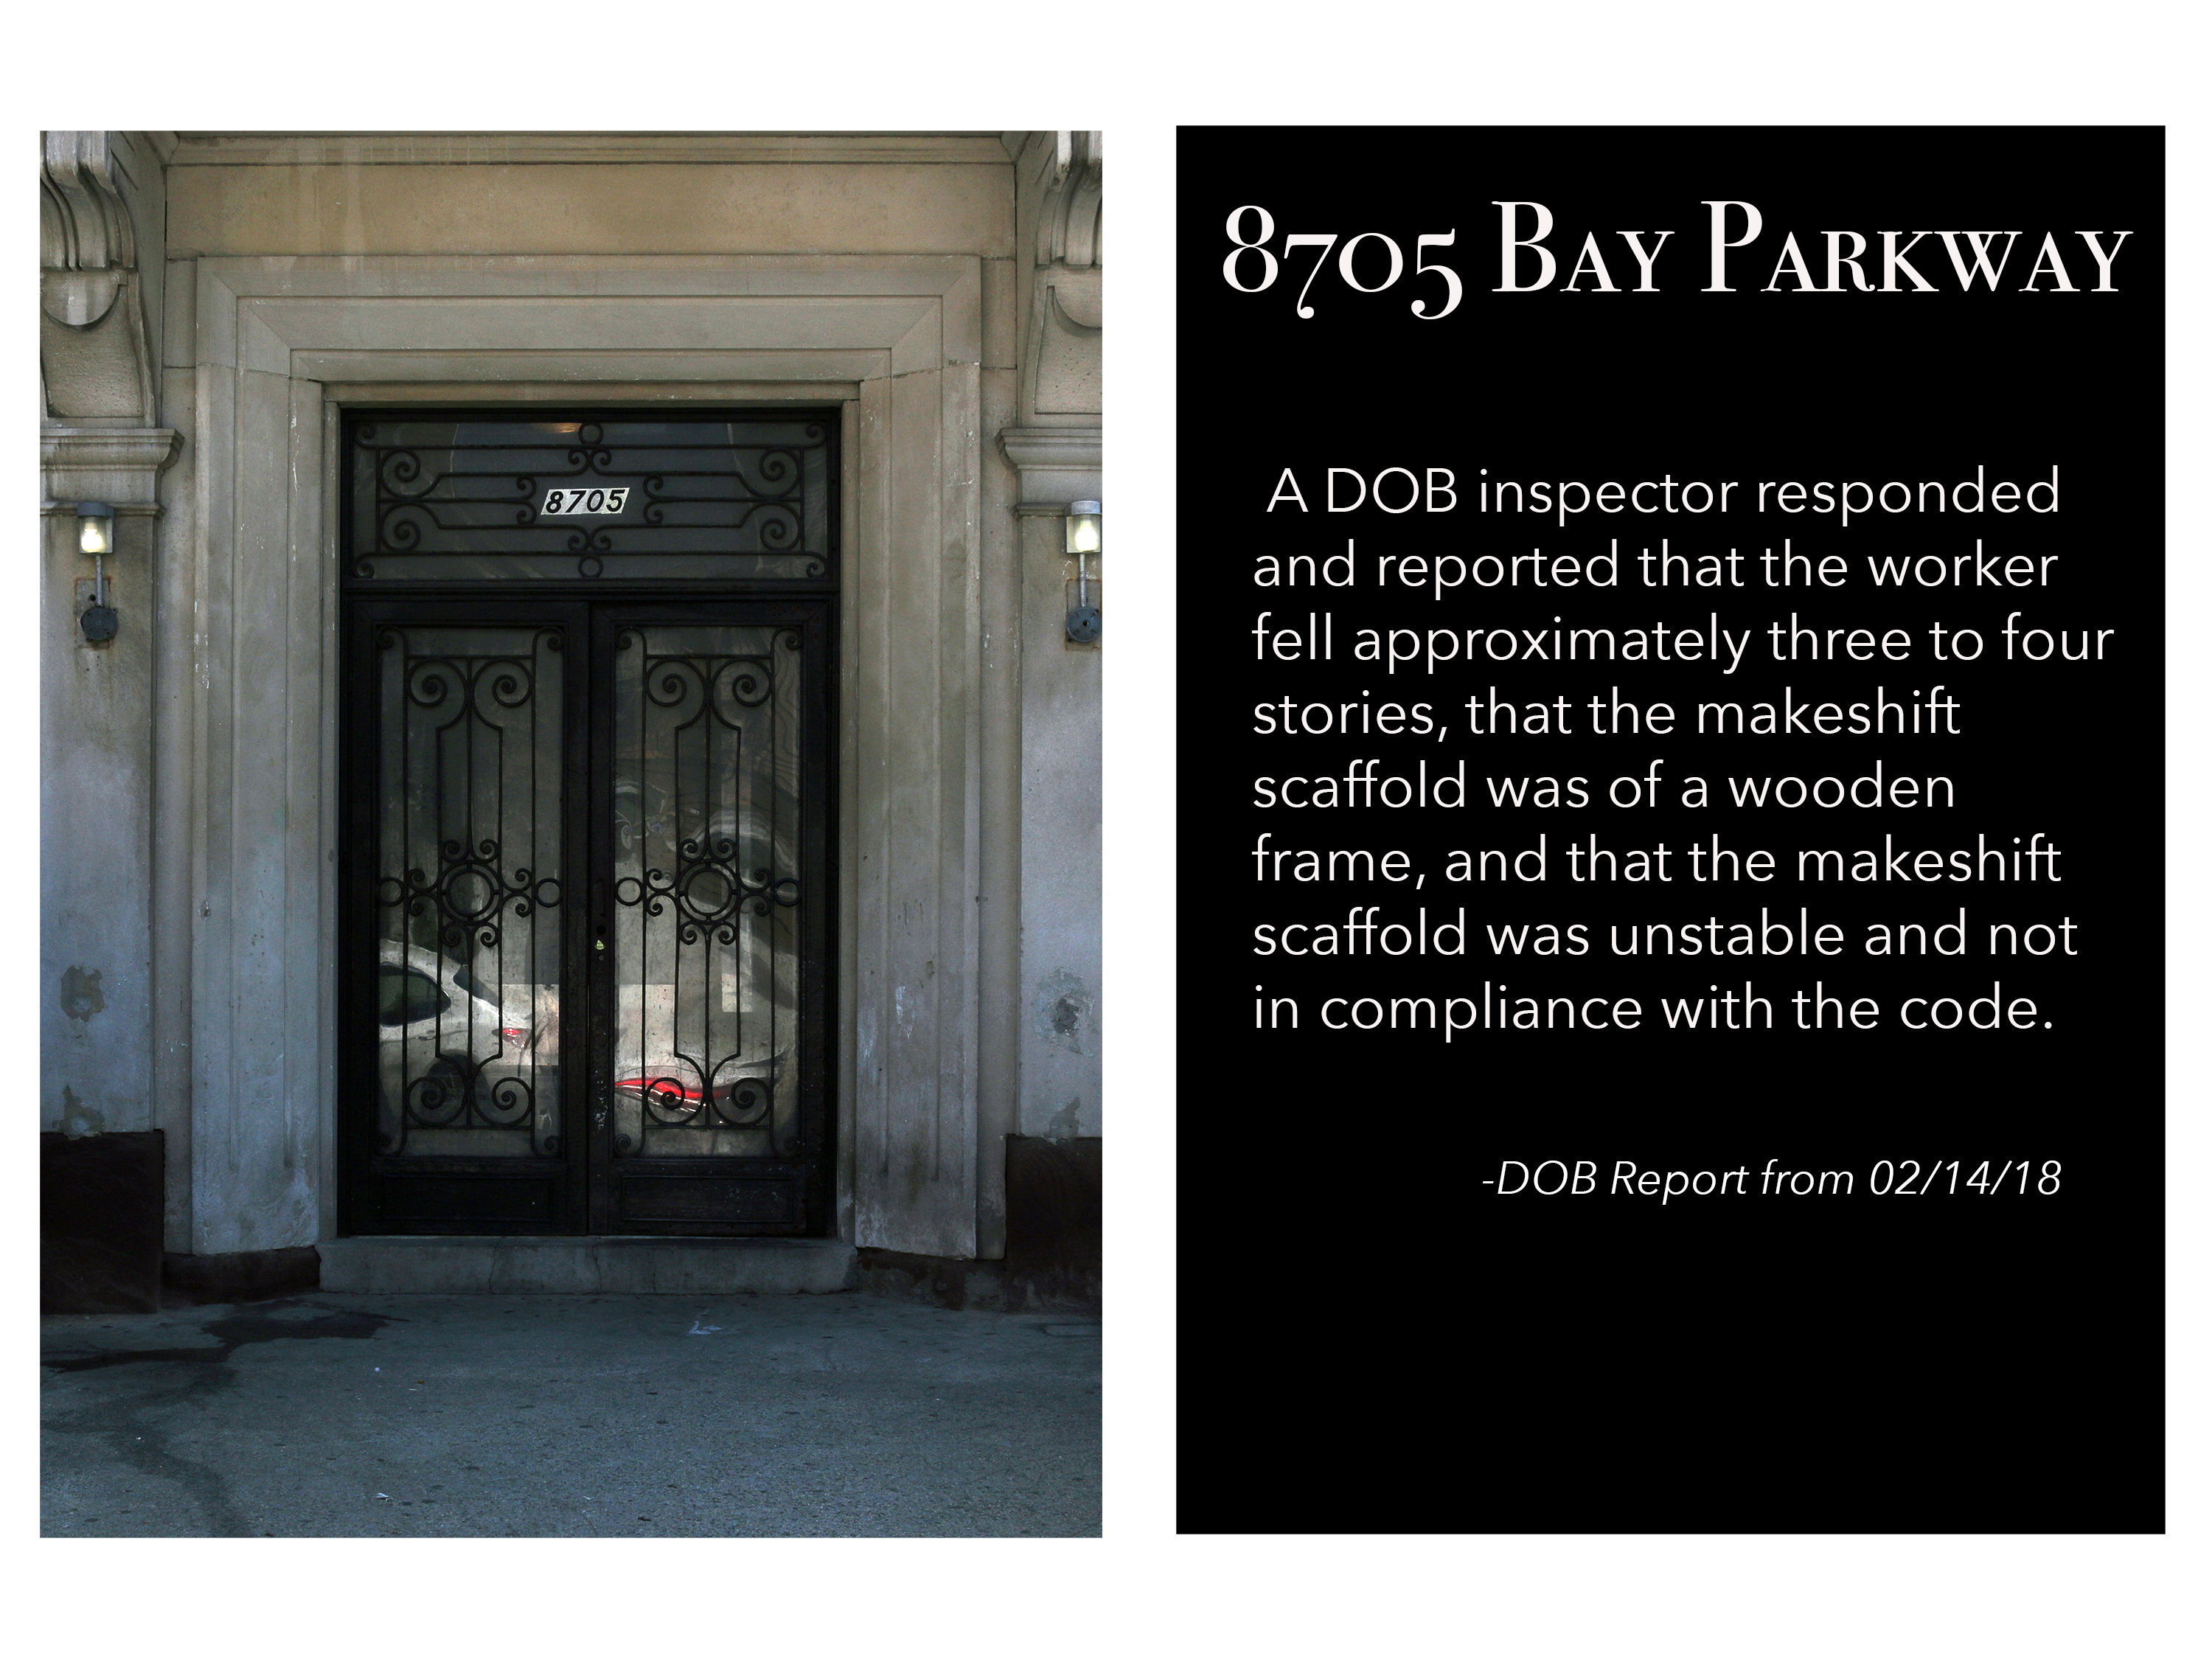 8705
8705 Bay Parkway
A DOB inspector responded
and reported that the worker
fell approximately three to four
stories, that the makeshift
scaffold was of a wooden
frame, and that the makeshift
scaffold was unstable and not
in compliance with the code.
-DOB Report from 02/14/18